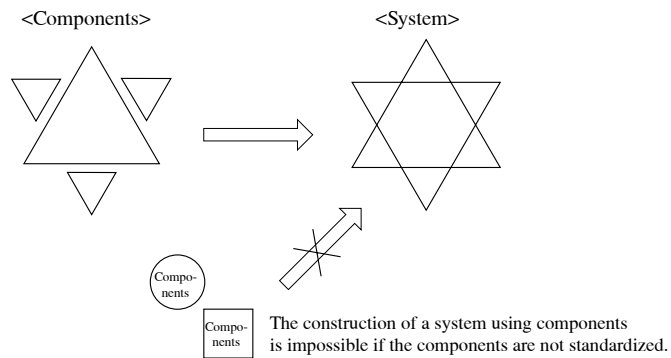 <Components>
<System>
Compo-
nents
Compo-
nents
The construction of a system using components
is impossible if the components are not standardized.